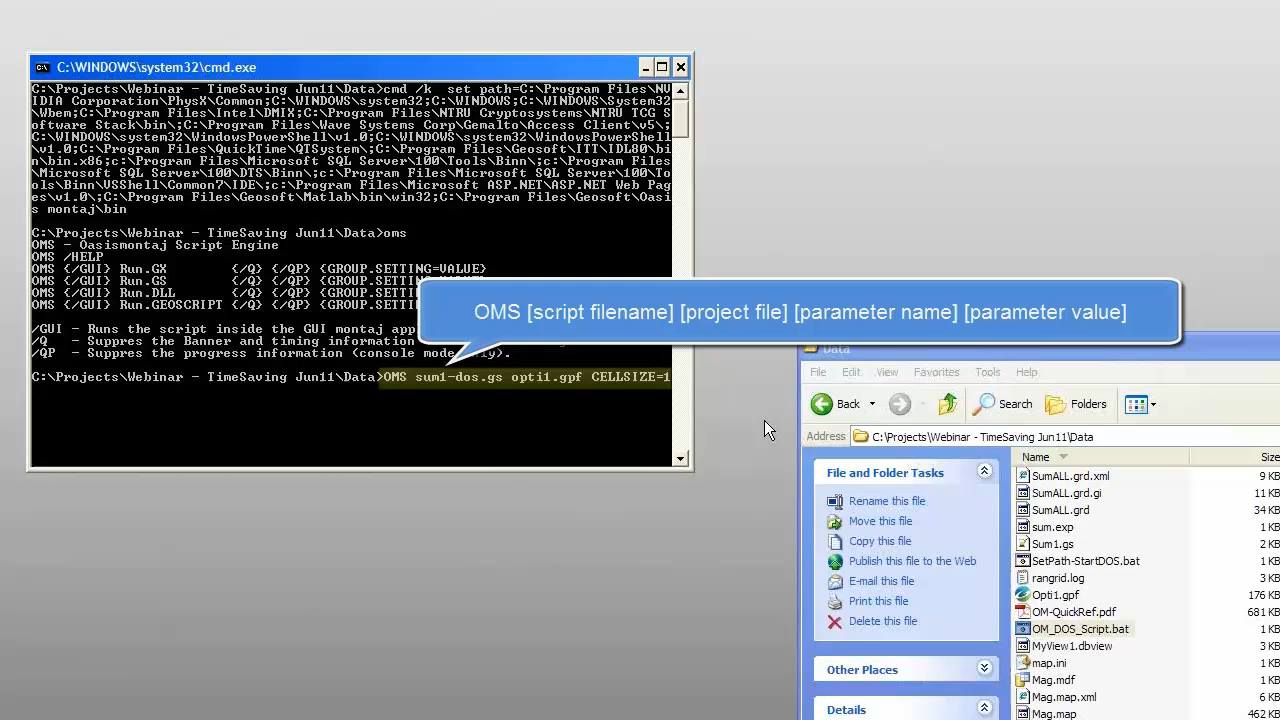 C:\WINDOWS\system32\cmd.exe
C:\Projects\Webinar - TimeSaving Jun11\Data>cmd /k  set path=C:\Program Files\NV
IDIA Corporation\PhysX\Common;C:\WINDOWS\system32;C:\WINDOWS;C:\WINDOWS\System32
\Wbem;C:\Program Files\Intel\DMIX;C:\Program Files\NTRU Cryptosystems\NTRU TCG S
oftware Stack\bin\;C:\Program Files\Wave Systems Corp\Gemalto\Access Client\v5\;
C:\WINDOWS\system32\WindowsPowerShell\v1.0;C:\WINDOWS\system32\WindowsPowerShell
\v1.0;C:\Program Files\QuickTime\QTSystem\;C:\Program Files\Geosoft\ITT\IDL80\bi
n\bin.x86;c:\Program Files\Microsoft SQL Server\100\Tools\Binn\;c:\Program Files
\Microsoft SQL Server\100\DTS\Binn\;c:\Program Files\Microsoft SQL Server\100\To
ols\Binn\VSShell\Common7\IDE\;c:\Program Files\Microsoft ASP.NET\ASP.NET Web Pag
es\v1.0\;C:\Program Files\Geosoft\Matlab\bin\win32;C:\Program Files\Geosoft\Oasi
s montaj\bin
C:\Projects\Webinar - TimeSaving Jun11\Data>oms
OMS - Oasismontaj Script Engine
OMS /HELP
OMS {/GUI} Run.GX {/Q} {/QP} {GROUP.SETTING=VALUE}
OMS {/GUI} Run.GS {/Q} {/QP} {GROUP.SETTING=VALUE}
OMS {/GUI} Run.DLL {/Q} {/QP} {GROUP.SET
OMS {/GUI} Run.GEOSCRIPT {/Q} {/QP} {GROUP.SET
/GUI - Runs the script inside the GUI montaj app
/Q - Suppres the Banner and timing information
/QP - Suppres the progress information (console mode only).
C:\Projects\Webinar - TimeSaving Jun11\Data>OMS sum1-dos.gs opti1.gpf CELLSIZE=1
OMS [script filename] [project file] [parameter name] [parameter value]
Data
File Edit View Favorites Tools Help
Back Search Folders
Address C:\Projects\Webinar - TimeSaving Jun11\Data
File and Folder Tasks
Rename this file
Move this file
Copy this file
Publish this file to the Web
E-mail this file
Print this file
Delete this file
Other Places
Details
Name Size
SumALL.grd.xml 9 KB
SumALL.grd.gi 11 KB
SumALL.grd 34 KB
sum.exp 1 KB
Sum1.gs 2 KB
SetPath-StartDOS.bat 1 KB
rangrid.log 1 KB
Opti1.gpf 176 KB
OM-QuickRef.pdf 681 KB
OM_DOS_Script.bat 1 KB
MyView1.dbview 3 KB
map.ini 1 KB
Mag.mdf 1 KB
Mag.map.xml 6 KB
Mag.map 462 KB